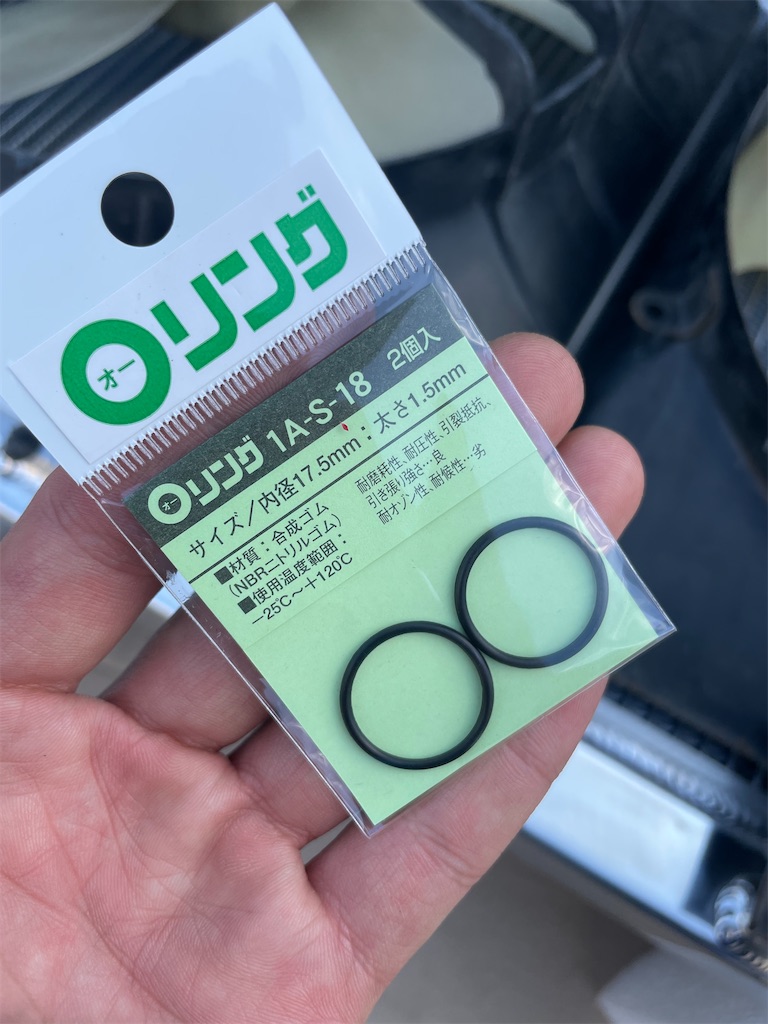 オー
リング
オーリング 1A-S-18 2個入
サイズ/内径17.5mm:太さ1.5mm
■材質:合成ゴム
(NBRニトリルゴム)
■使用温度範囲:
-25℃~+120℃
耐磨耗性、耐圧性、引裂抵抗、
引き張り強さ…良
耐オゾン性、耐候性…劣